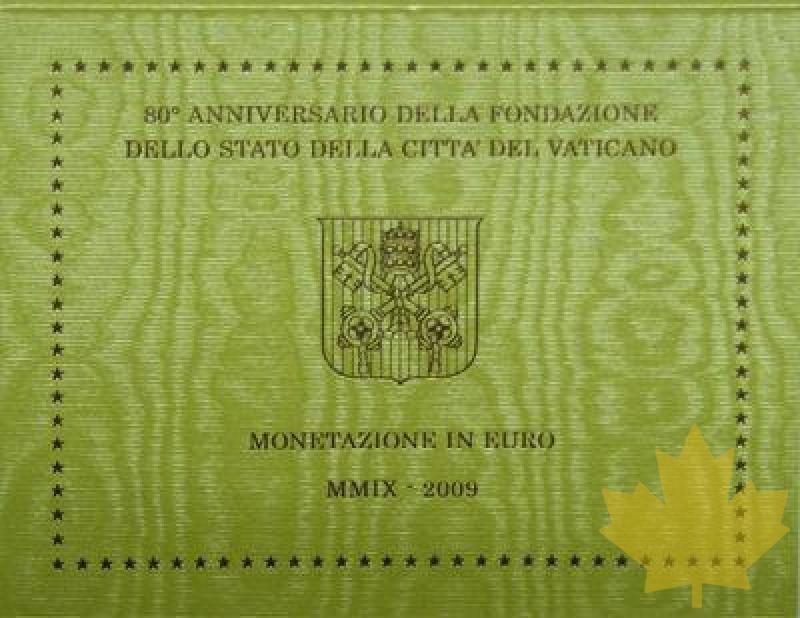 80° ANNIVERSARIO DELLA FONDAZIONE
DELLO STATO DELLA CITTA' DEL VATICANO
MONETAZIONE IN EURO
MMIX - 2009